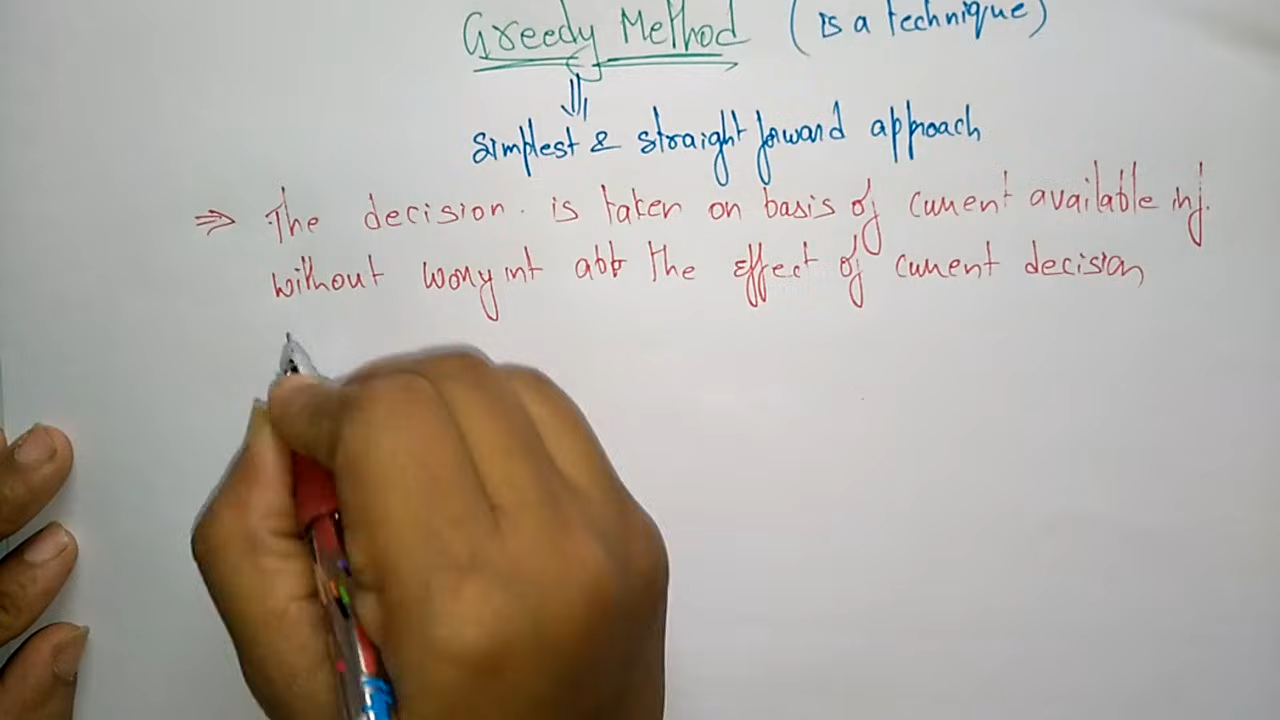 Greedy Method (is a technique)
Simplest & straight forward approach
⇒ The decision. is taken on basis of current available inf.
without worryint abt the effect of current decision